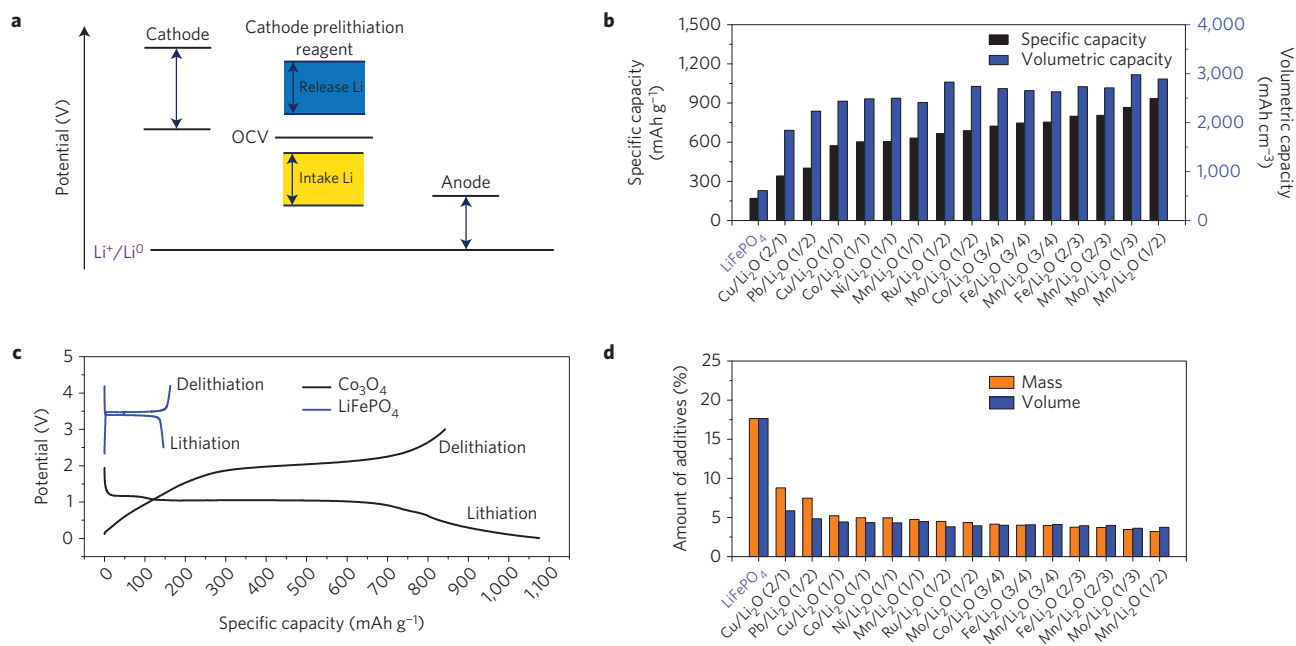 a
Potential (V)
Cathode
Cathode prelithiation
reagent
Release Li
OCV
Intake Li
Anode
Li⁺/Li⁰
b
Specific capacity
(mAh g⁻¹)
1,500
1,200
900
600
300
0
Specific capacity
Volumetric capacity
4,000
3,000
2,000
1,000
0
Volumetric capacity
(mAh cm⁻³)
LiFePO₄
Cu/Li₂O (2/1)
Pb/Li₂O (1/2)
Cu/Li₂O (1/1)
Co/Li₂O (1/1)
Ni/Li₂O (1/1)
Mn/Li₂O (1/1)
Ru/Li₂O (1/2)
Mo/Li₂O (1/2)
Co/Li₂O (3/4)
Fe/Li₂O (3/4)
Mn/Li₂O (3/4)
Fe/Li₂O (2/3)
Mn/Li₂O (2/3)
Mo/Li₂O (1/3)
Mn/Li₂O (1/2)
c
Potential (V)
5
4
3
2
1
0
Delithiation
Lithiation
Co₃O₄
LiFePO₄
Delithiation
Lithiation
0
100
200
300
400
500
600
700
800
900
1,000
1,100
Specific capacity (mAh g⁻¹)
d
Amount of additives (%)
25
20
15
10
5
0
Mass
Volume
LiFePO₄
Cu/Li₂O (2/1)
Pb/Li₂O (1/2)
Cu/Li₂O (1/1)
Co/Li₂O (1/1)
Ni/Li₂O (1/1)
Mn/Li₂O (1/1)
Ru/Li₂O (1/2)
Mo/Li₂O (1/2)
Co/Li₂O (3/4)
Fe/Li₂O (3/4)
Mn/Li₂O (3/4)
Fe/Li₂O (2/3)
Mn/Li₂O (2/3)
Mo/Li₂O (1/3)
Mn/Li₂O (1/2)